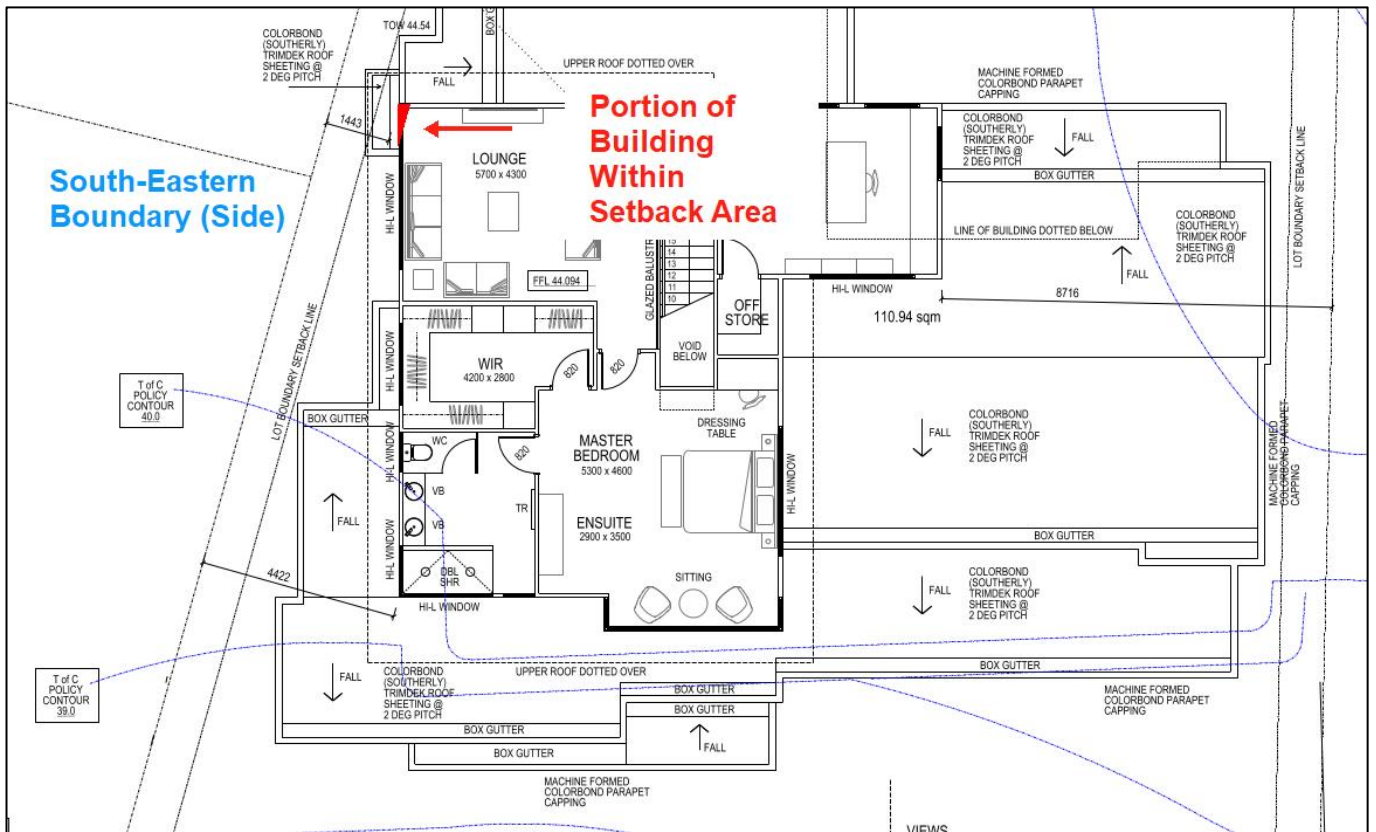 TOW 44.54
BOX G
COLORBOND
(SOUTHERLY)
TRIMDEK ROOF
SHEETING @
2 DEG PITCH
FALL
UPPER ROOF DOTTED OVER
MACHINE FORMED
COLORBOND PARAPET
CAPPING
1443
Portion of
Building
Within
Setback Area
COLORBOND
(SOUTHERLY)
TRIMDEK ROOF
SHEETING @
2 DEG PITCH
FALL
BOX GUTTER
LOT BOUNDARY SETBACK LINE
South-Eastern
Boundary (Side)
LOUNGE
5700 x 4300
HI-L WINDOW
FFL 44.094
GLAZED BALUSTR
15
14
13
12
11
10
LINE OF BUILDING DOTTED BELOW
COLORBOND
(SOUTHERLY)
TRIMDEK ROOF
SHEETING @
2 DEG PITCH
FALL
HI-L WINDOW
8716
OFF
STORE
110.94 sqm
VOID
BELOW
LOT BOUNDARY SETBACK LINE
HI-L WINDOW
WIR
4200 x 2800
820
820
T of C
POLICY
CONTOUR
40.0
BOX GUTTER
HI-L WINDOW
WC
820
DRESSING
TABLE
MASTER
BEDROOM
5300 x 4600
HI-L WINDOW
FALL
COLORBOND
(SOUTHERLY)
TRIMDEK ROOF
SHEETING @
2 DEG PITCH
MACHINE FORMED
COLORBOND PARAPET
CAPPING
FALL
HI-L WINDOW
VB
VB
TR
ENSUITE
2900 x 3500
BOX GUTTER
4422
DBL
SHR
SITTING
FALL
COLORBOND
(SOUTHERLY)
TRIMDEK ROOF
SHEETING @
2 DEG PITCH
HI-L WINDOW
T of C
POLICY
CONTOUR
39.0
FALL
COLORBOND
(SOUTHERLY)
TRIMDEK ROOF
SHEETING @
2 DEG PITCH
UPPER ROOF DOTTED OVER
BOX GUTTER
BOX GUTTER
BOX GUTTER
MACHINE FORMED
COLORBOND PARAPET
CAPPING
BOX GUTTER
BOX GUTTER
FALL
MACHINE FORMED
COLORBOND PARAPET
CAPPING
VIEWS